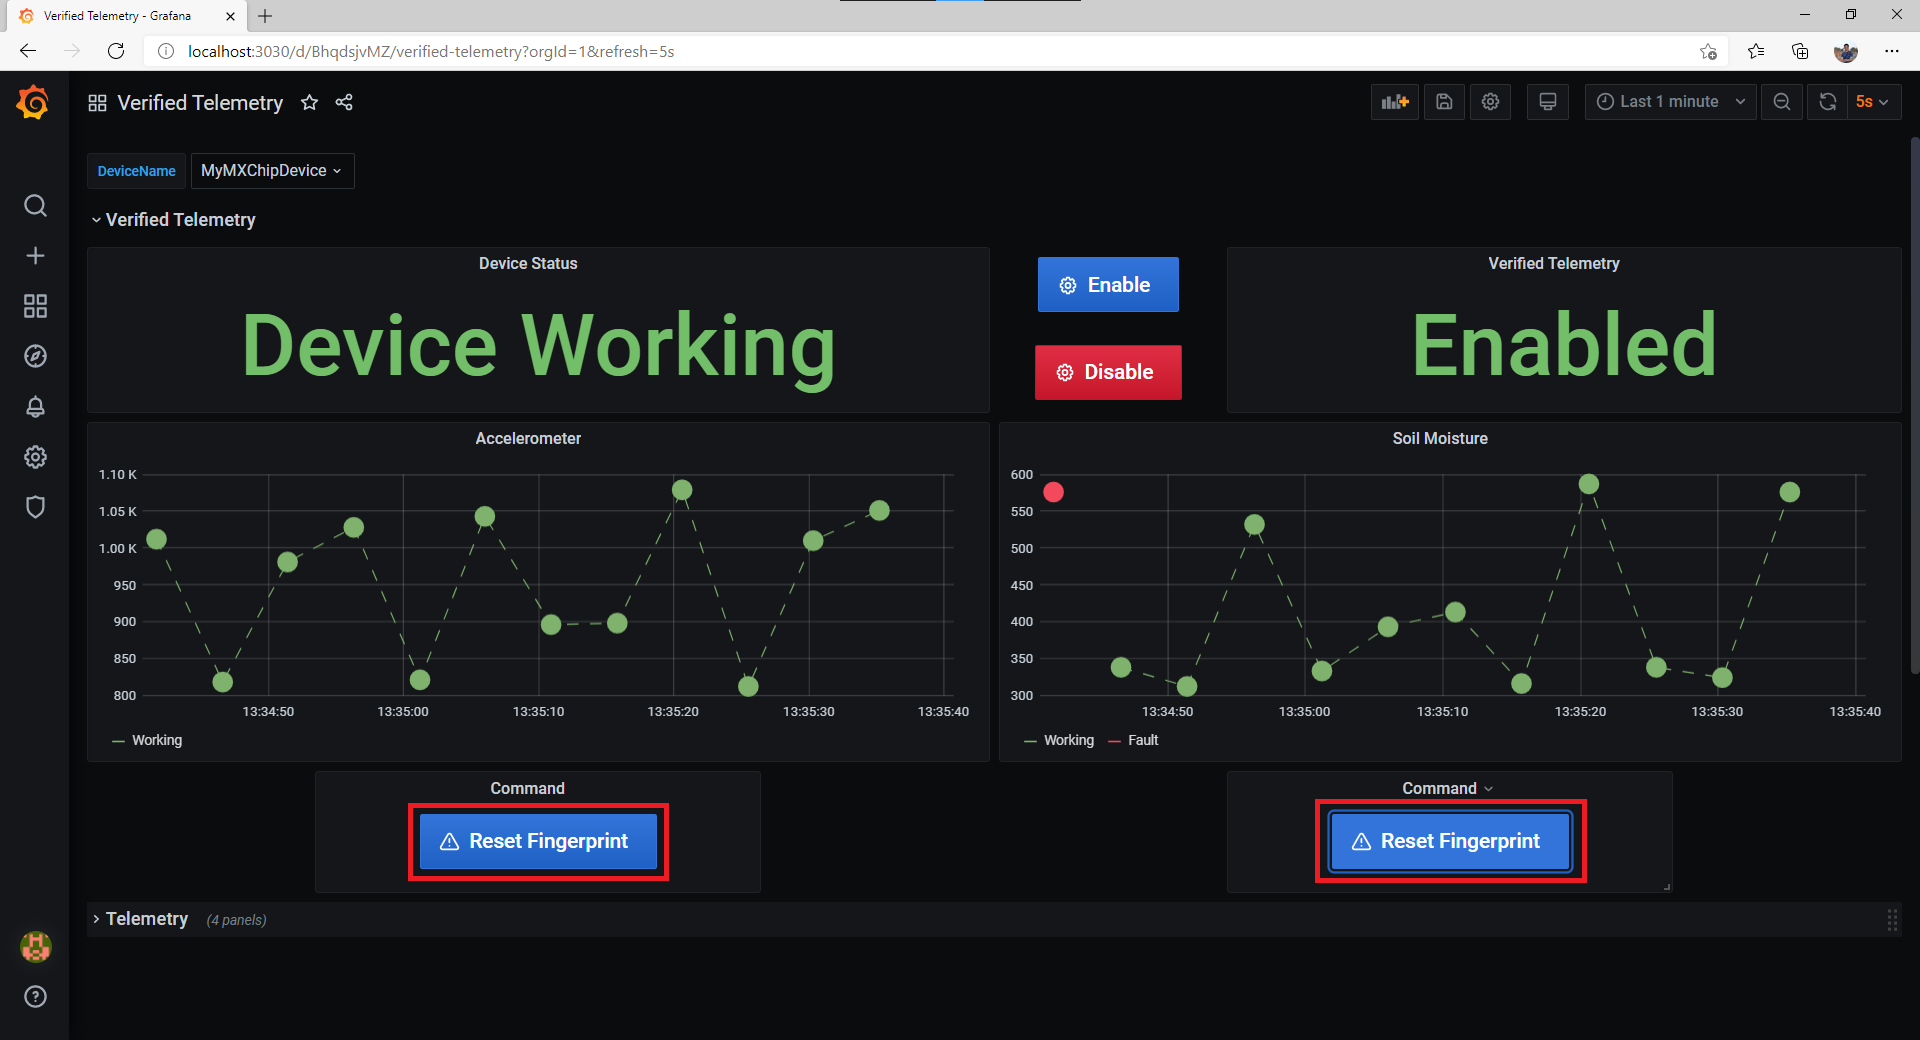 Verified Telemetry - Grafana
localhost:3030/d/BhqdsjvMZ/verified-telemetry?orgId=1&refresh=5s
Verified Telemetry
Last 1 minute
5s
DeviceName
MyMXChipDevice
Verified Telemetry
Device Status
Device Working
Enable
Disable
Verified Telemetry
Enabled
Accelerometer
1.10 K
1.05 K
1.00 K
950
900
850
800
13:34:50
13:35:00
13:35:10
13:35:20
13:35:30
13:35:40
Working
Soil Moisture
600
550
500
450
400
350
300
13:34:50
13:35:00
13:35:10
13:35:20
13:35:30
13:35:40
Working
Fault
Command
Reset Fingerprint
Command
Reset Fingerprint
Telemetry (4 panels)